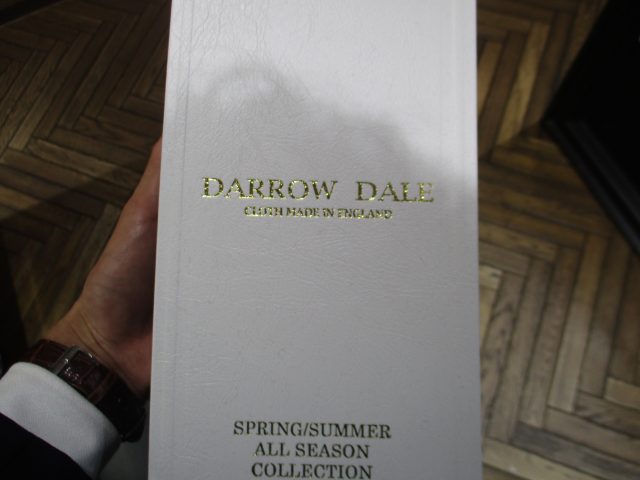 DARROW DALE
CLOTH MADE IN ENGLAND
SPRING/SUMMER
ALL SEASON
COLLECTION